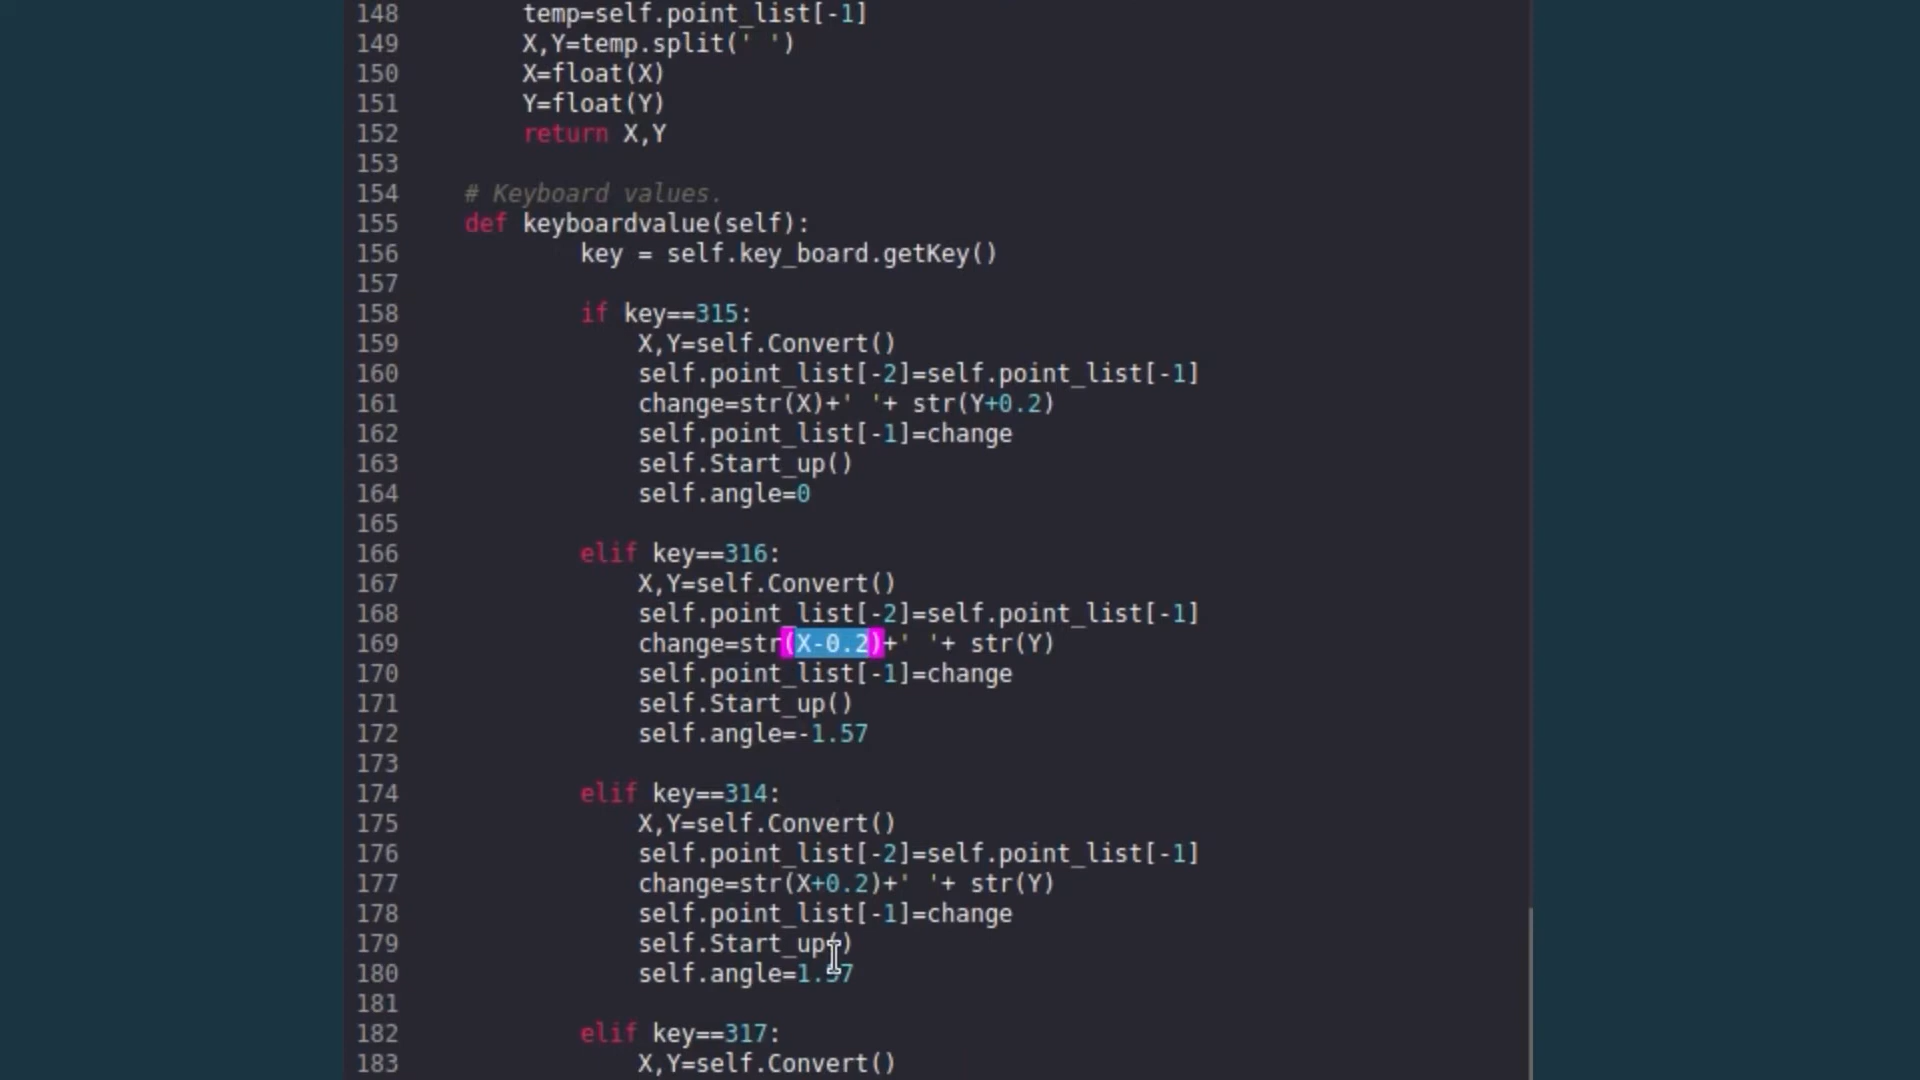 148 temp=self.point_list[-1]
149 X,Y=temp.split(' ')
150 X=float(X)
151 Y=float(Y)
152 return X,Y
153
154 # Keyboard values.
155 def keyboardvalue(self):
156 key = self.key_board.getKey()
157
158 if key==315:
159 X,Y=self.Convert()
160 self.point_list[-2]=self.point_list[-1]
161 change=str(X)+' '+ str(Y+0.2)
162 self.point_list[-1]=change
163 self.Start_up()
164 self.angle=0
165
166 elif key==316:
167 X,Y=self.Convert()
168 self.point_list[-2]=self.point_list[-1]
169 change=str(X-0.2)+' '+ str(Y)
170 self.point_list[-1]=change
171 self.Start_up()
172 self.angle=-1.57
173
174 elif key==314:
175 X,Y=self.Convert()
176 self.point_list[-2]=self.point_list[-1]
177 change=str(X+0.2)+' '+ str(Y)
178 self.point_list[-1]=change
179 self.Start_up()
180 self.angle=1.57
181
182 elif key==317:
183 X,Y=self.Convert()